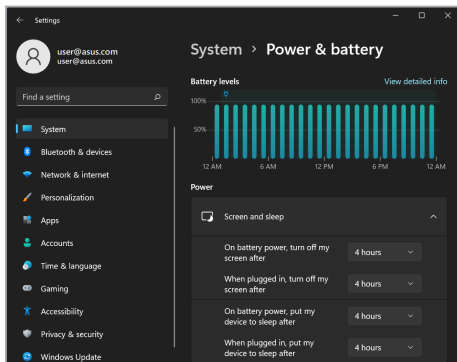 Settings
user@asus.com
user@asus.com
Find a setting
System
Bluetooth & devices
Network & internet
Personalization
Apps
Accounts
Time & language
Gaming
Accessibility
Privacy & security
Windows Update
System > Power & battery
Battery levels
View detailed info
100%
50%
12 AM 6 AM 12 PM 6 PM 12 AM
Power
Screen and sleep
On battery power, turn off my
screen after
4 hours
When plugged in, turn off my
screen after
4 hours
On battery power, put my
device to sleep after
4 hours
When plugged in, put my
device to sleep after
4 hours